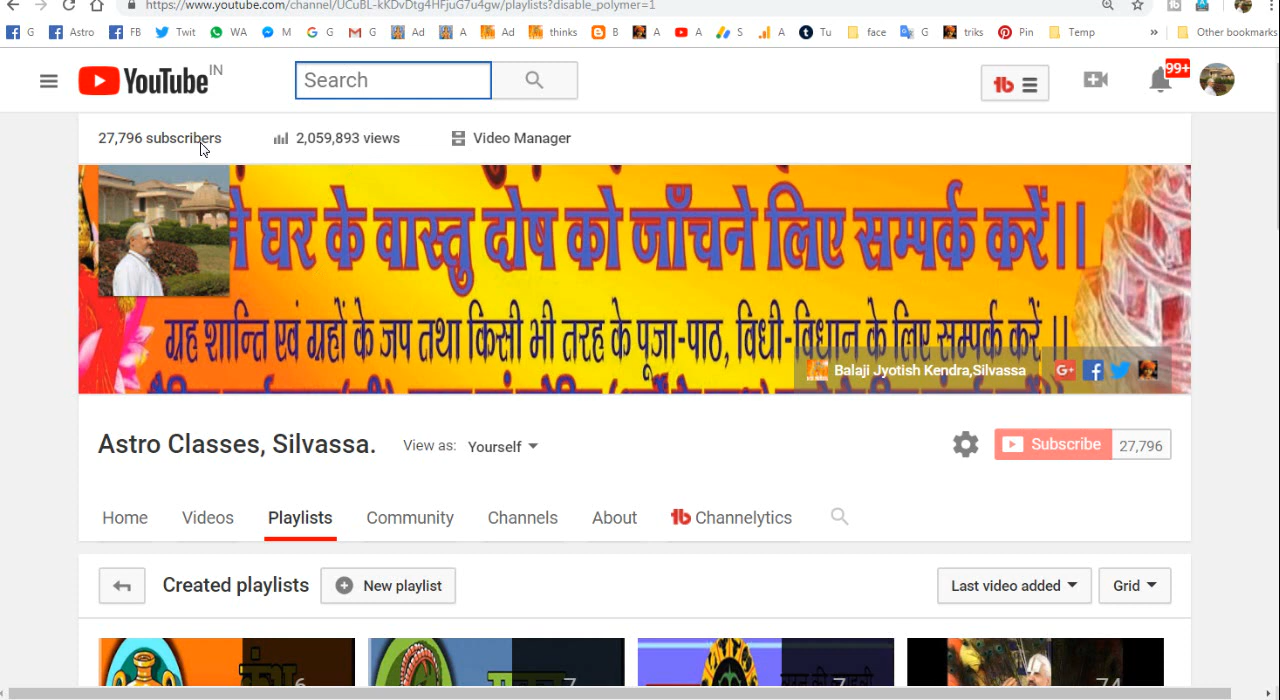 https://www.youtube.com/channel/UCuBL-kKDvDtg4HFjuG7u4gw/playlists?disable_polymer=1
G Astro FB Twit WA M G G Ad A Ad thinks B A A S A Tu face G triks Pin Temp » Other bookmarks
YouTube IN Search 99+
27,796 subscribers 2,059,893 views Video Manager
घर के वास्तु दोष को जाँचने लिए सम्पर्क करें।।
ग्रह शान्ति एवं ग्रहों के जप तथा किसी भी तरह के पूजा-पाठ, विधी-विधान के लिए सम्पर्क करें ।।
Balaji Jyotish Kendra,Silvassa G+
Astro Classes, Silvassa. View as: Yourself Subscribe 27,796
Home Videos Playlists Community Channels About Channelytics
Created playlists New playlist Last video added Grid
6 7 7 74